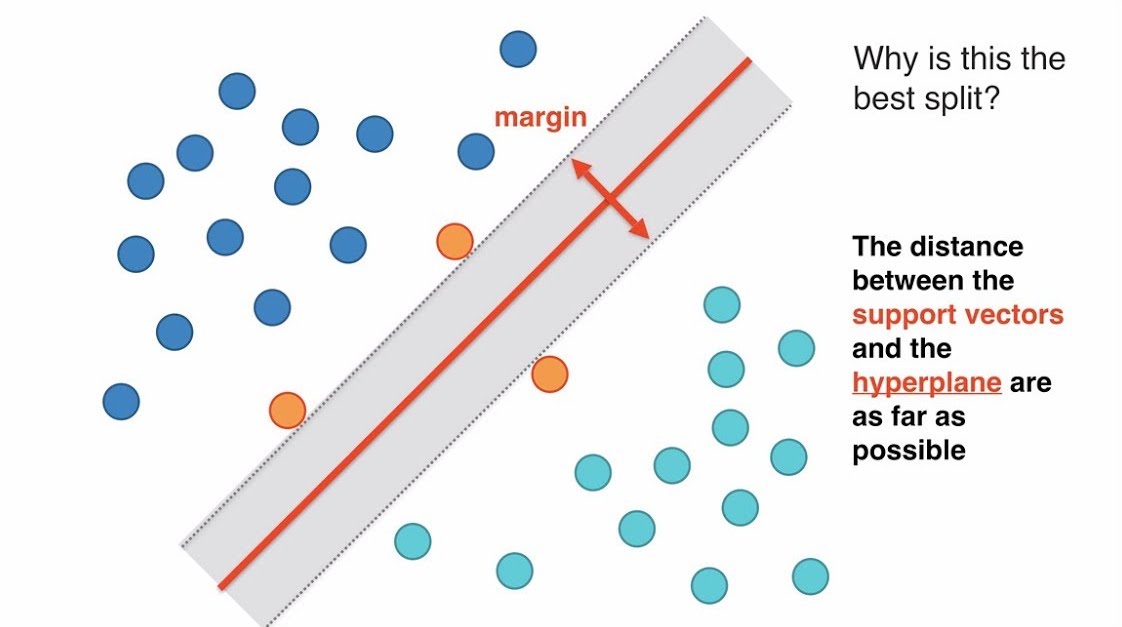 Why is this the
best split?
margin
The distance
between the
support vectors
and the
hyperplane are
as far as
possible